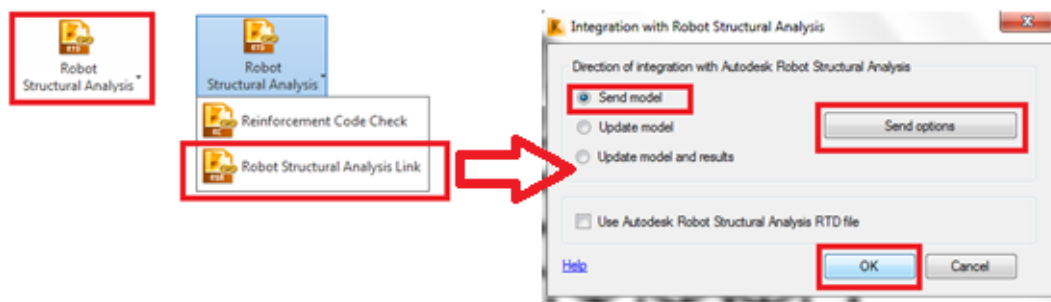 RTD
Robot
Structural Analysis
RTD
Robot
Structural Analysis
Reinforcement Code Check
Robot Structural Analysis Link
Integration with Robot Structural Analysis
Direction of integration with Autodesk Robot Structural Analysis
Send model
Update model
Update model and results
Send options
Use Autodesk Robot Structural Analysis RTD file
Help
OK
Cancel